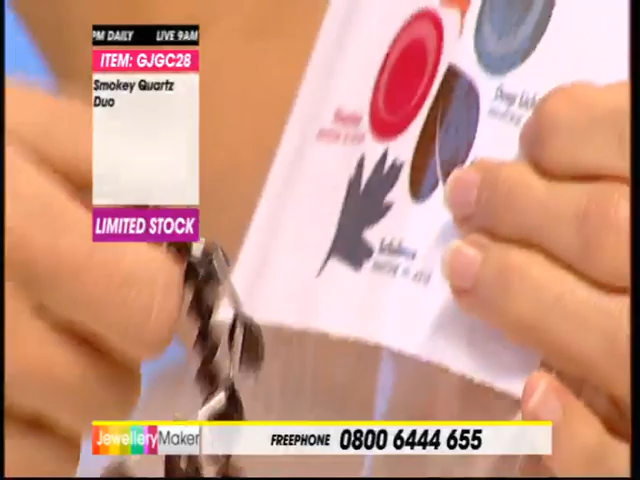 PM DAILY LIVE 9AM
ITEM: GJGC28
Smokey Quartz
Duo
LIMITED STOCK
JewelleryMaker FREEPHONE 0800 6444 655